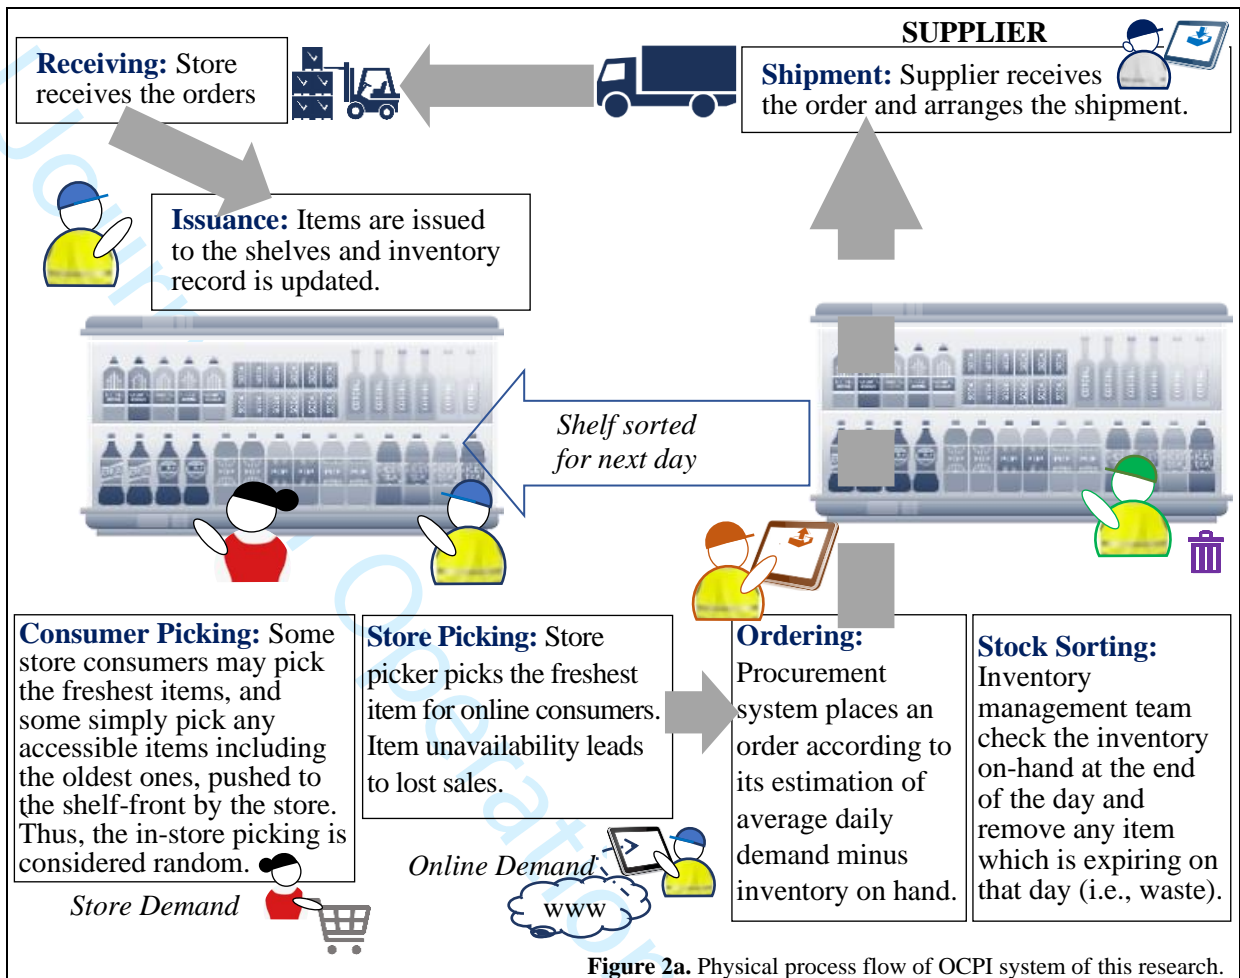 SUPPLIER
Receiving: Store
receives the orders
Shipment: Supplier receives
the order and arranges the shipment.
Issuance: Items are issued
to the shelves and inventory
record is updated.
Shelf sorted
for next day
Consumer Picking: Some
store consumers may pick
the freshest items, and
some simply pick any
accessible items including
the oldest ones, pushed to
the shelf-front by the store.
Thus, the in-store picking is
considered random.
Store Demand
Store Picking: Store
picker picks the freshest
item for online consumers.
Item unavailability leads
to lost sales.
Online Demand
www
Ordering:
Procurement
system places an
order according to
its estimation of
average daily
demand minus
inventory on hand.
Stock Sorting:
Inventory
management team
check the inventory
on-hand at the end
of the day and
remove any item
which is expiring on
that day (i.e., waste).
Figure 2a. Physical process flow of OCPI system of this research.